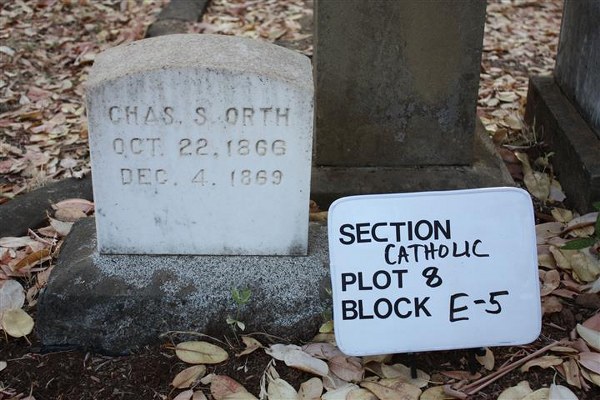 CHAS. S. ORTH
OCT. 22, 1866
DEC. 4, 1869
SECTION
CATHOLIC
PLOT 8
BLOCK E-5